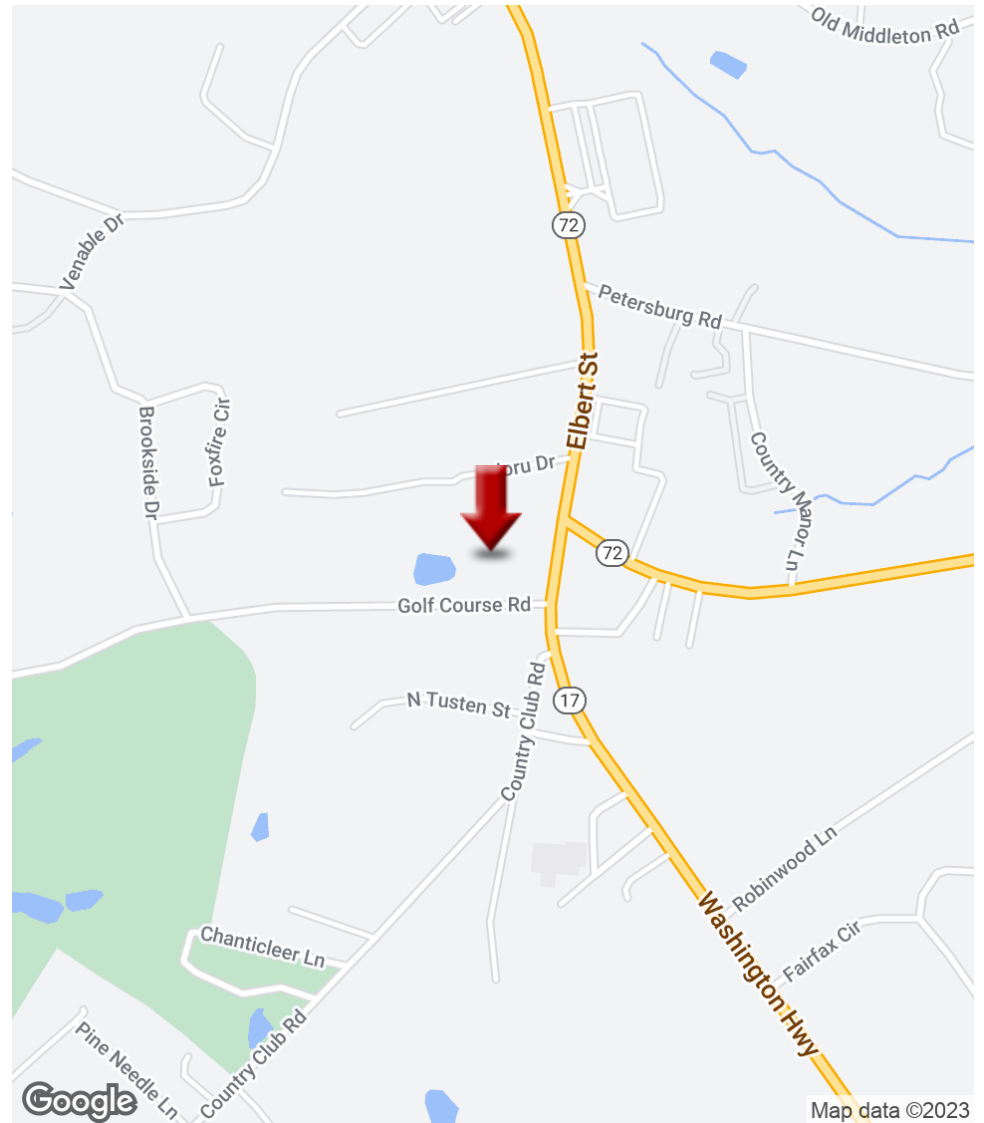 Old Middleton Rd
72
Venable Dr
Petersburg Rd
Elbert St
Foxfire Cir
Brookside Dr
Country Manor Ln
Dr
72
Golf Course Rd
Country Club Rd
N Tusten St
17
Robinwood Ln
Washington Hwy
Fairfax Cir
Chanticleer Ln
Country Club Rd
Pine Needle Ln
Google
Map data ©2023